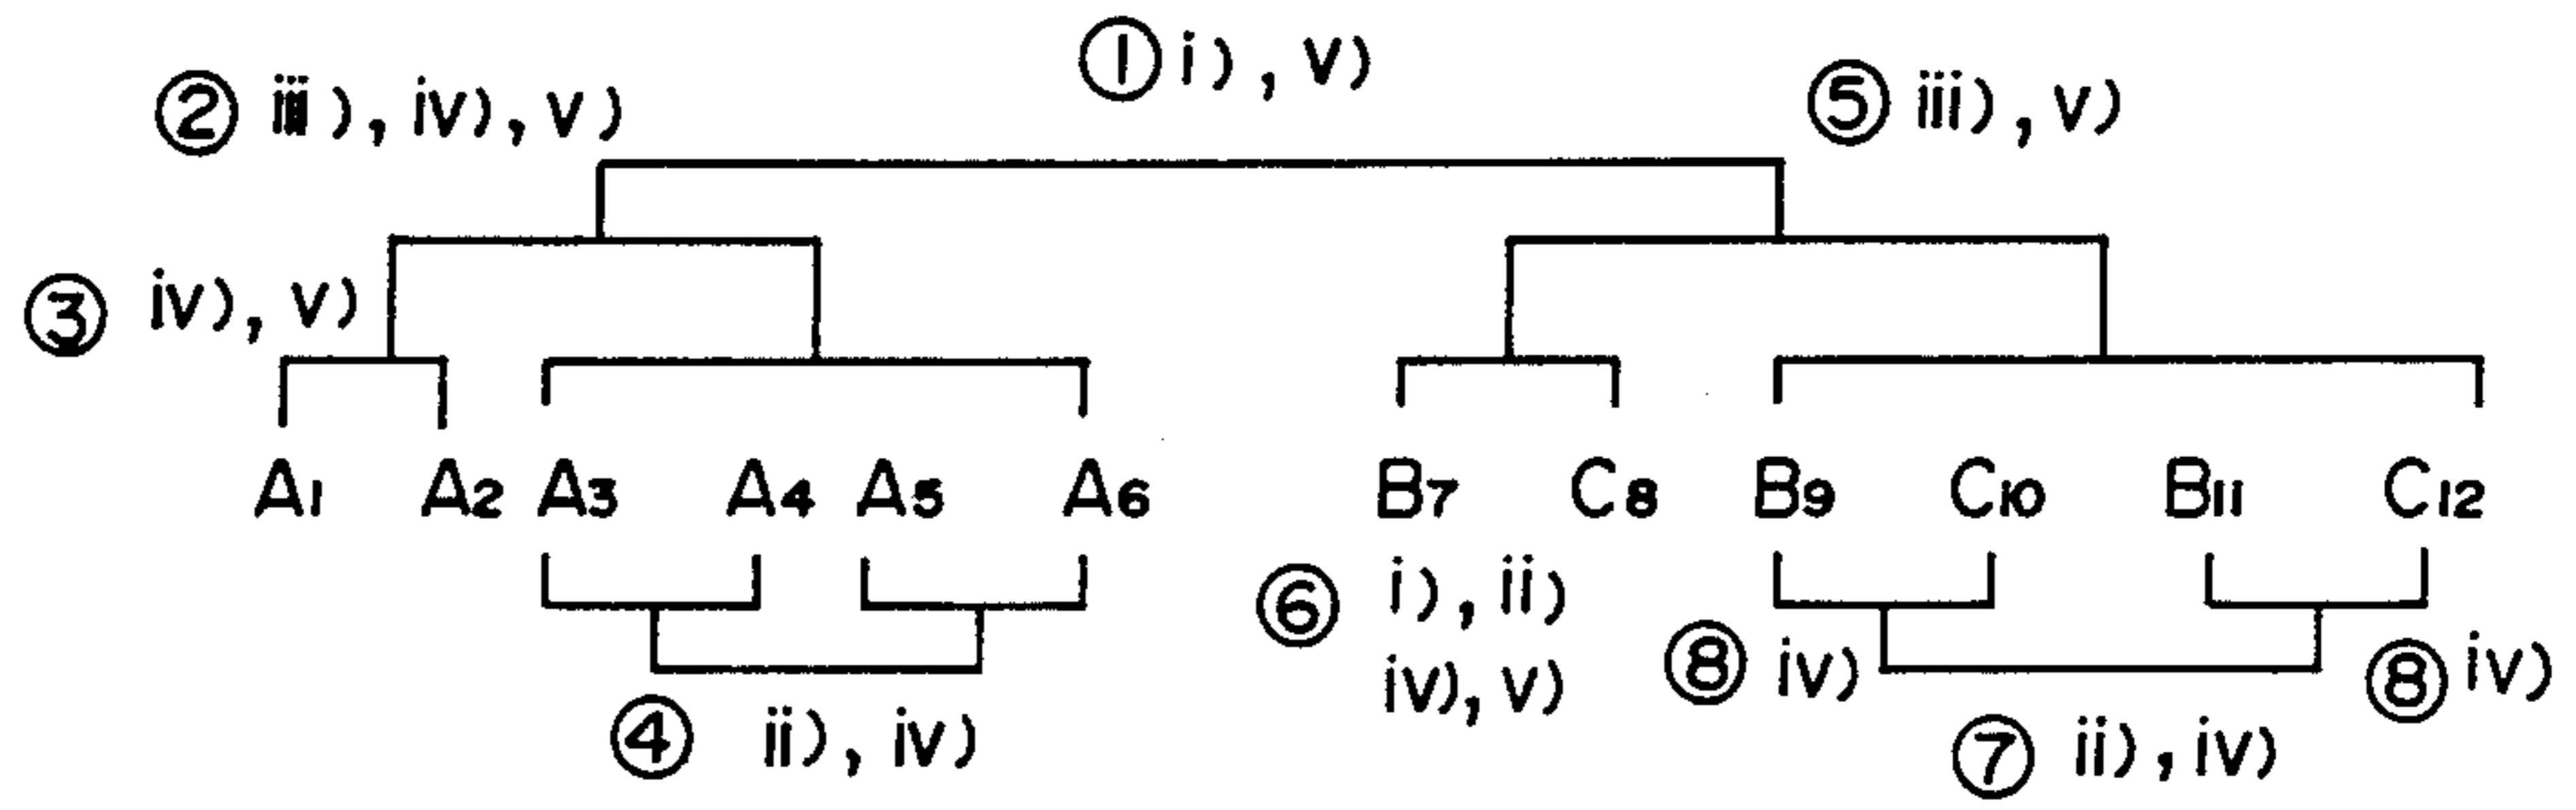 ① i), v)
② iii), iv), v)
⑤ iii), v)
③ iv), v)
A1 A2 A3 A4 A5 A6 B7 C8 B9 C10 B11 C12
⑥ i), ii)
iv), v)
⑧ iv)
⑧ iv)
④ ii), iv)
⑦ ii), iv)